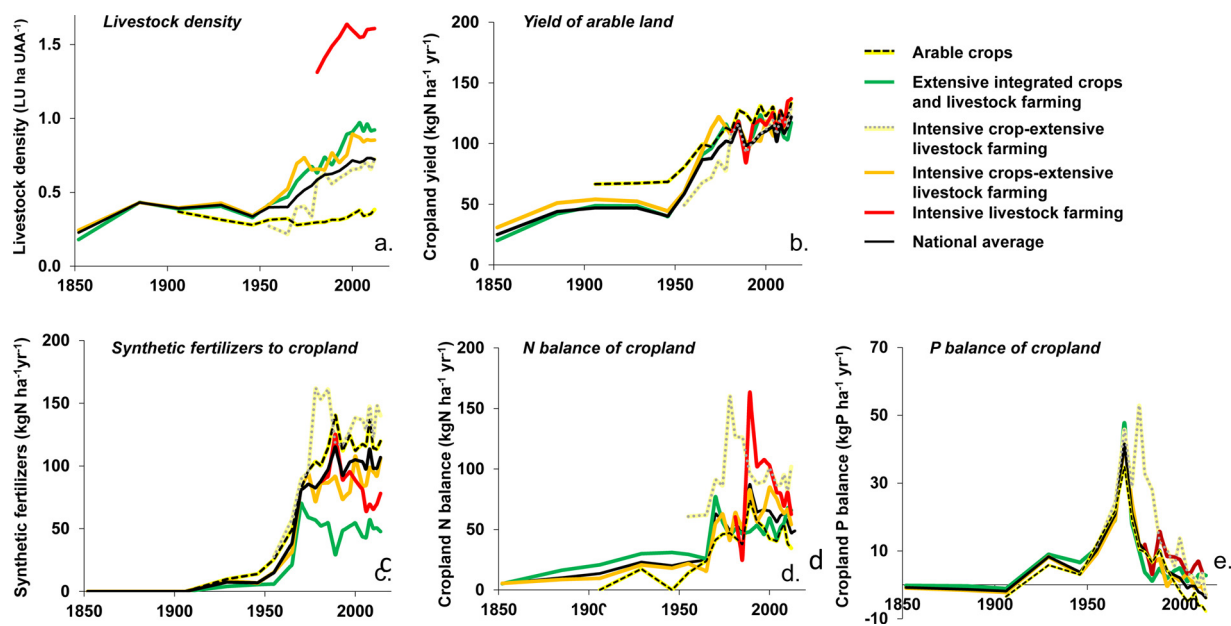 Livestock density
Livestock density (LU ha UAA⁻¹)
1.5
1.0
0.5
0.0
1850 1900 1950 2000
a.
Yield of arable land
Cropland yield (kgN ha⁻¹ yr⁻¹)
200
150
100
50
0
1850 1900 1950 2000
b.
Arable crops
Extensive integrated crops
and livestock farming
Intensive crop-extensive
livestock farming
Intensive crops-extensive
livestock farming
Intensive livestock farming
National average
Synthetic fertilizers to cropland
Synthetic fertilizers (kgN ha⁻¹yr⁻¹)
200
150
100
50
0
1850 1900 1950 2000
c
c.
N balance of cropland
Cropland N balance (kgN ha⁻¹ yr⁻¹)
200
150
100
50
0
1850 1900 1950 2000
d.
d
P balance of cropland
Cropland P balance (kgP ha⁻¹ yr⁻¹)
70
50
30
10
-10
1850 1900 1950 2000
e.